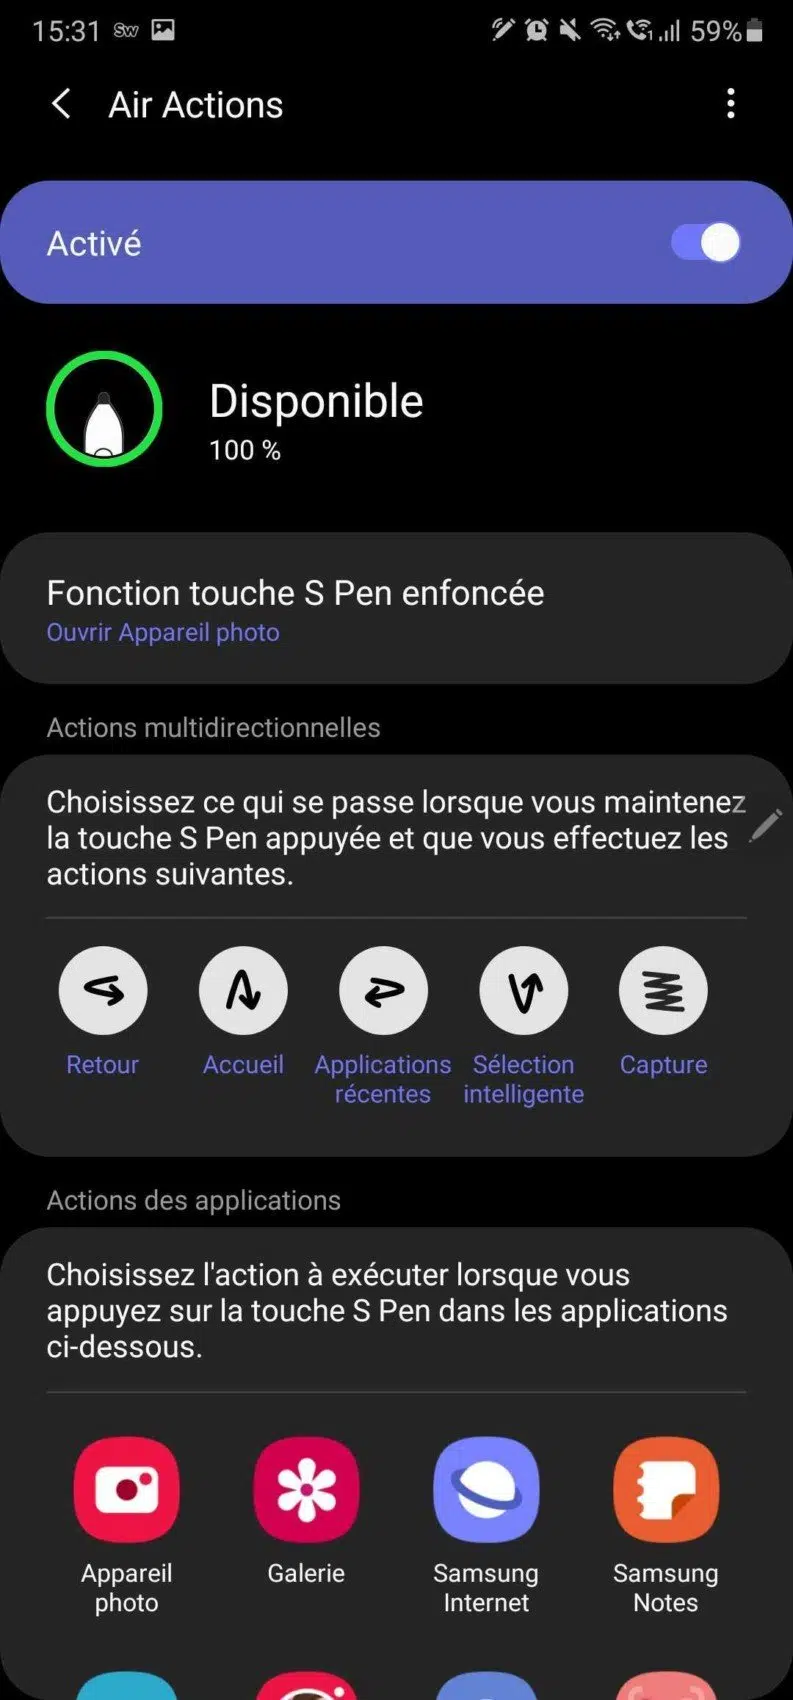 15:31 SW 59%
Air Actions
Activé
Disponible
100 %
Fonction touche S Pen enfoncée
Ouvrir Appareil photo
Actions multidirectionnelles
Choisissez ce qui se passe lorsque vous maintenez
la touche S Pen appuyée et que vous effectuez les
actions suivantes.
Retour
Accueil
Applications
récentes
Sélection
intelligente
Capture
Actions des applications
Choisissez l'action à exécuter lorsque vous
appuyez sur la touche S Pen dans les applications
ci-dessous.
Appareil
photo
Galerie
Samsung
Internet
Samsung
Notes